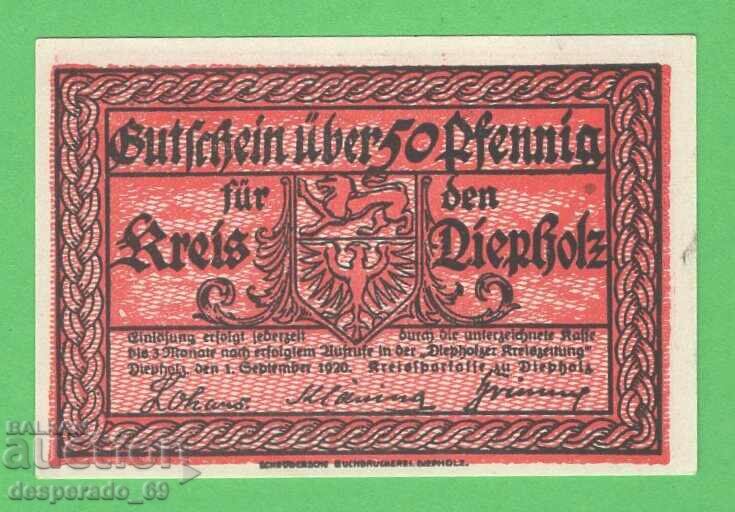 Gutschein über 50 Pfennig
für den
Kreis Diepholz
Einlösung erfolgt jederzeit durch die unterzeichnete Kasse
bis 3 Monate nach erfolgtem Aufrufe in der „Diepholzer Kreiszeitung“
Diepholz, den 1. September 1920. Kreissparkasse zu Diepholz
SCHRÖDERSCHE BUCHDRUCKEREI. DIEPHOLZ.
BALKAN
auction
desperado_69